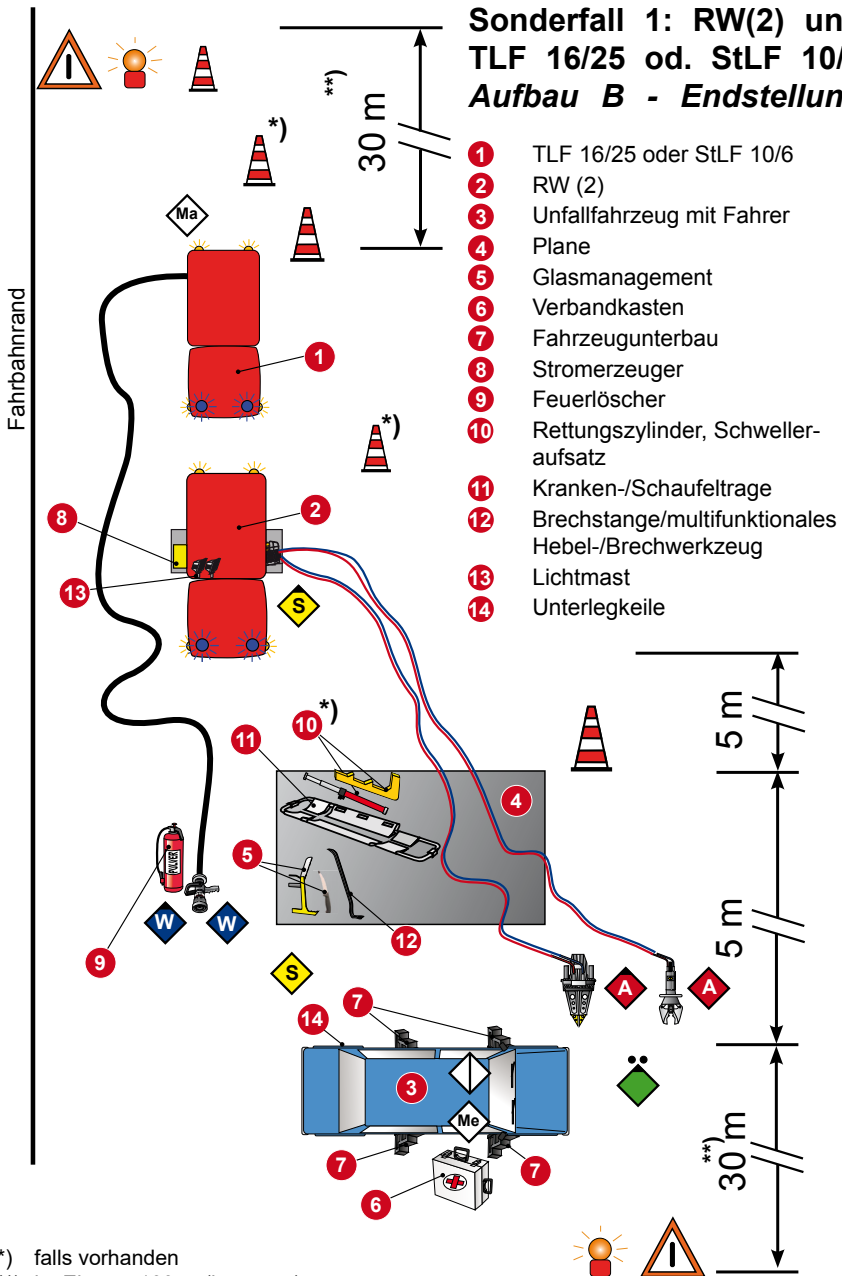 Sonderfall 1: RW(2) un
TLF 16/25 od. StLF 10/
Aufbau B - Endstellun
**)
30 m
*)
Ma
Fahrbahnrand
1 TLF 16/25 oder StLF 10/6
2 RW (2)
3 Unfallfahrzeug mit Fahrer
4 Plane
5 Glasmanagement
6 Verbandkasten
7 Fahrzeugunterbau
8 Stromerzeuger
9 Feuerlöscher
10 Rettungszylinder, Schweller-
aufsatz
11 Kranken-/Schaufeltrage
12 Brechstange/multifunktionales
Hebel-/Brechwerkzeug
13 Lichtmast
14 Unterlegkeile
1
*)
2
8
13
S
5 m
*)
10
11
4
PULVER
5
W
W
12
9
5 m
S
A
A
7
7
14
3
Me
7
7
6
**)
30 m
*) falls vorhanden